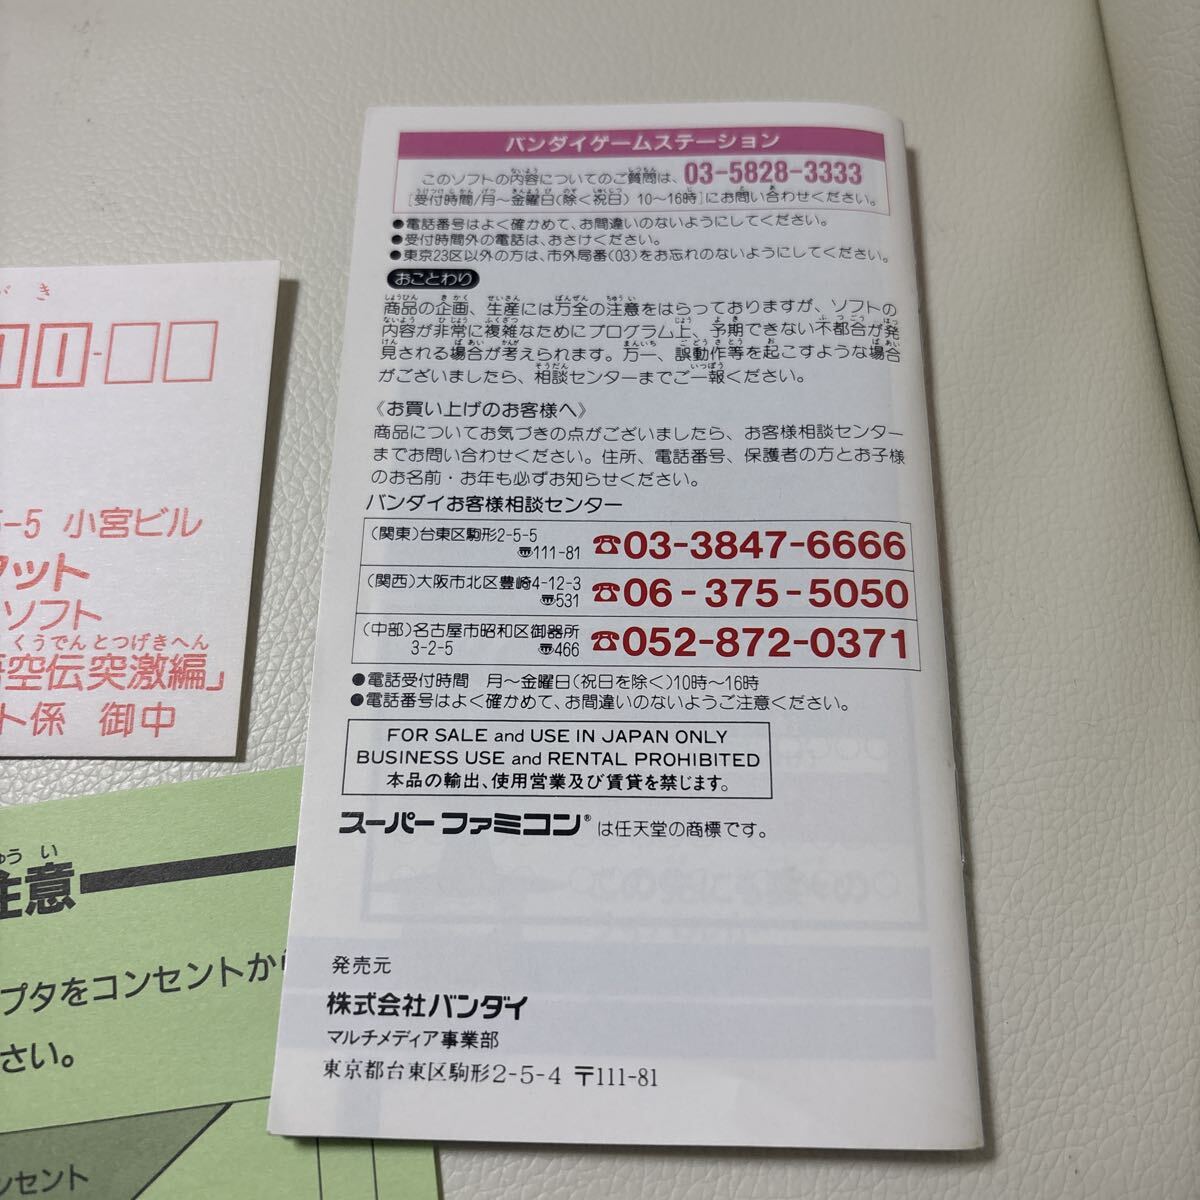 バンダイゲームステーション
このソフトの内容についてのご質問は、03-5828-3333
[受付時間/月～金曜日(除く祝日) 10～16時]にお問い合わせください。
●電話番号はよく確かめて、お間違いのないようにしてください。
●受付時間外の電話は、おさけください。
●東京23区以外の方は、市外局番(03)をお忘れのないようにしてください。
おことわり
商品の企画、生産には万全の注意をはらっておりますが、ソフトの
内容が非常に複雑なためにプログラム上、予期できない不都合が発
見される場合が考えられます。万一、誤動作等を起こすような場合
がございましたら、相談センターまでご一報ください。
《お買い上げのお客様へ》
商品についてお気づきの点がございましたら、お客様相談センター
までお問い合わせください。住所、電話番号、保護者の方とお子様
のお名前・お年も必ずお知らせください。
バンダイお客様相談センター
(関東)台東区駒形2-5-5
〠111-81 ☎03-3847-6666
(関西)大阪市北区豊崎4-12-3
〠531 ☎06-375-5050
(中部)名古屋市昭和区御器所
3-2-5 〠466 ☎052-872-0371
●電話受付時間 月～金曜日(祝日を除く)10時～16時
●電話番号はよく確かめて、お間違いのないようご注意ください。
FOR SALE and USE IN JAPAN ONLY
BUSINESS USE and RENTAL PROHIBITED
本品の輸出、使用営業及び賃貸を禁じます。
スーパーファミコン®は任天堂の商標です。
発売元
株式会社バンダイ
マルチメディア事業部
東京都台東区駒形2-5-4 〒111-81
がき
11-
-5 小宮ビル
ット
ソフト
くうでんとつげきへん
空伝突激編」
ト係 御中
ゅうい
注意
プタをコンセントから
さい。
ンセント